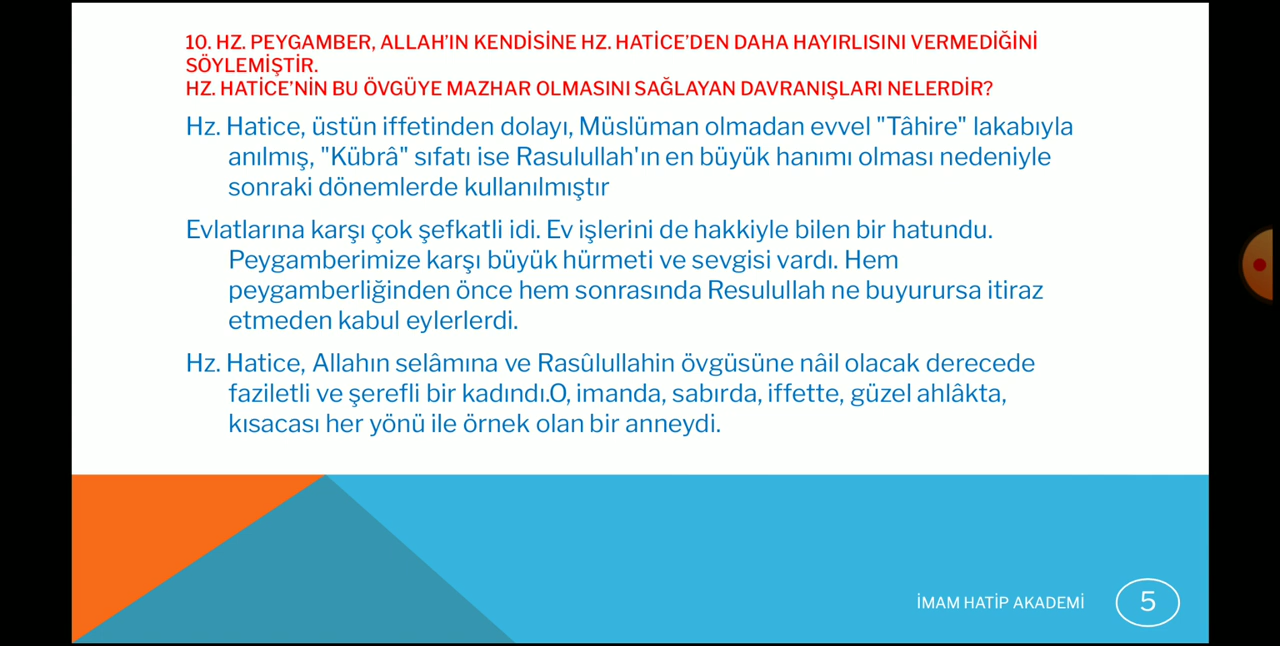 10. HZ. PEYGAMBER, ALLAH'IN KENDİSİNE HZ. HATİCE'DEN DAHA HAYIRLISINI VERMEDİĞİNİ
SÖYLEMİŞTİR.
HZ. HATİCE'NİN BU ÖVGÜYE MAZHAR OLMASINI SAĞLAYAN DAVRANIŞLARI NELERDİR?
Hz. Hatice, üstün iffetinden dolayı, Müslüman olmadan evvel "Tâhire" lakabıyla
anılmış, "Kübrâ" sıfatı ise Rasulullah'ın en büyük hanımı olması nedeniyle
sonraki dönemlerde kullanılmıştır
Evlatlarına karşı çok şefkatli idi. Ev işlerini de hakkiyle bilen bir hatundu.
Peygamberimize karşı büyük hürmeti ve sevgisi vardı. Hem
peygamberliğinden önce hem sonrasında Resulullah ne buyurursa itiraz
etmeden kabul eylerlerdi.
Hz. Hatice, Allahın selâmına ve Rasûlullahin övgüsüne nâil olacak derecede
faziletli ve şerefli bir kadındı.O, imanda, sabırda, iffette, güzel ahlâkta,
kısacası her yönü ile örnek olan bir anneydi.
İMAM HATİP AKADEMİ
5